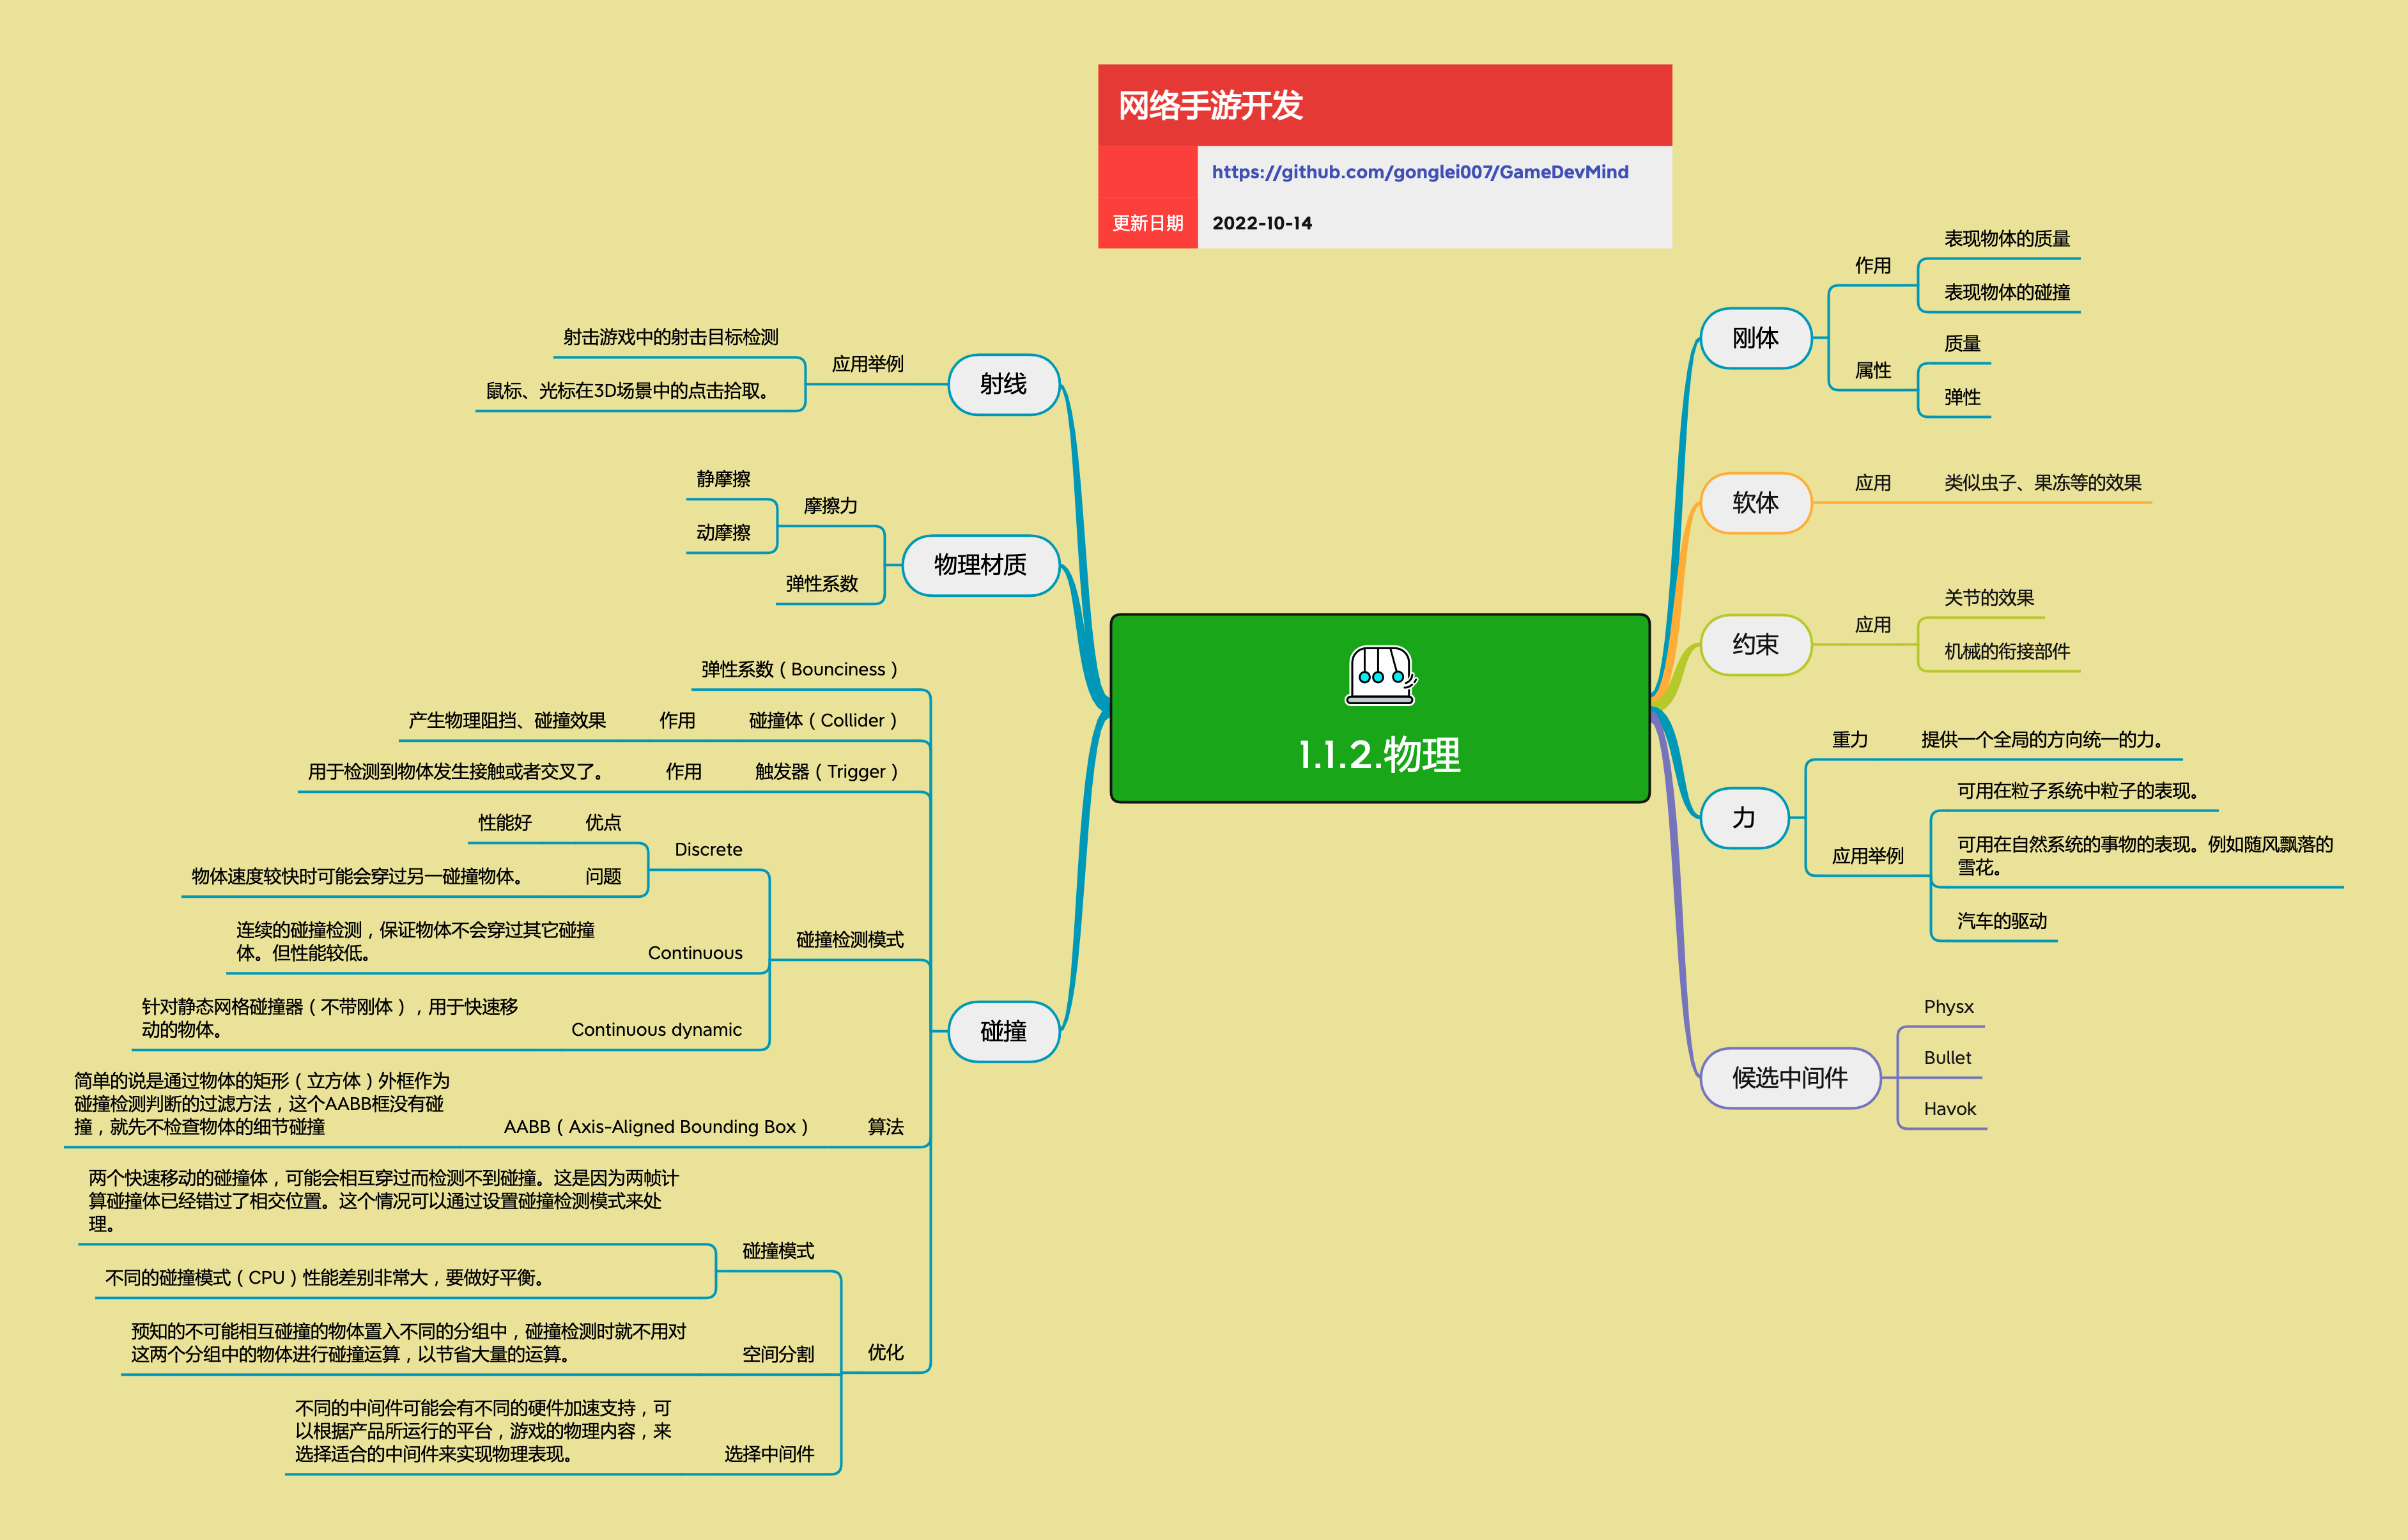 网络手游开发
https://github.com/gonglei007/GameDevMind
更新日期
2022-10-14
1.1.2.物理
刚体
作用
表现物体的质量
表现物体的碰撞
属性
质量
弹性
软体
应用
类似虫子、果冻等的效果
约束
应用
关节的效果
机械的衔接部件
力
重力
提供一个全局的方向统一的力。
应用举例
可用在粒子系统中粒子的表现。
可用在自然系统的事物的表现。例如随风飘落的
雪花。
汽车的驱动
候选中间件
Physx
Bullet
Havok
射线
应用举例
射击游戏中的射击目标检测
鼠标、光标在3D场景中的点击拾取。
物理材质
摩擦力
静摩擦
动摩擦
弹性系数
碰撞
弹性系数（Bounciness）
碰撞体（Collider）
作用
产生物理阻挡、碰撞效果
触发器（Trigger）
作用
用于检测到物体发生接触或者交叉了。
碰撞检测模式
Discrete
优点
性能好
问题
物体速度较快时可能会穿过另一碰撞物体。
Continuous
连续的碰撞检测，保证物体不会穿过其它碰撞
体。但性能较低。
Continuous dynamic
针对静态网格碰撞器（不带刚体），用于快速移
动的物体。
算法
AABB（Axis-Aligned Bounding Box）
简单的说是通过物体的矩形（立方体）外框作为
碰撞检测判断的过滤方法，这个AABB框没有碰
撞，就先不检查物体的细节碰撞
优化
碰撞模式
两个快速移动的碰撞体，可能会相互穿过而检测不到碰撞。这是因为两帧计
算碰撞体已经错过了相交位置。这个情况可以通过设置碰撞检测模式来处
理。
不同的碰撞模式（CPU）性能差别非常大，要做好平衡。
空间分割
预知的不可能相互碰撞的物体置入不同的分组中，碰撞检测时就不用对
这两个分组中的物体进行碰撞运算，以节省大量的运算。
选择中间件
不同的中间件可能会有不同的硬件加速支持，可
以根据产品所运行的平台，游戏的物理内容，来
选择适合的中间件来实现物理表现。